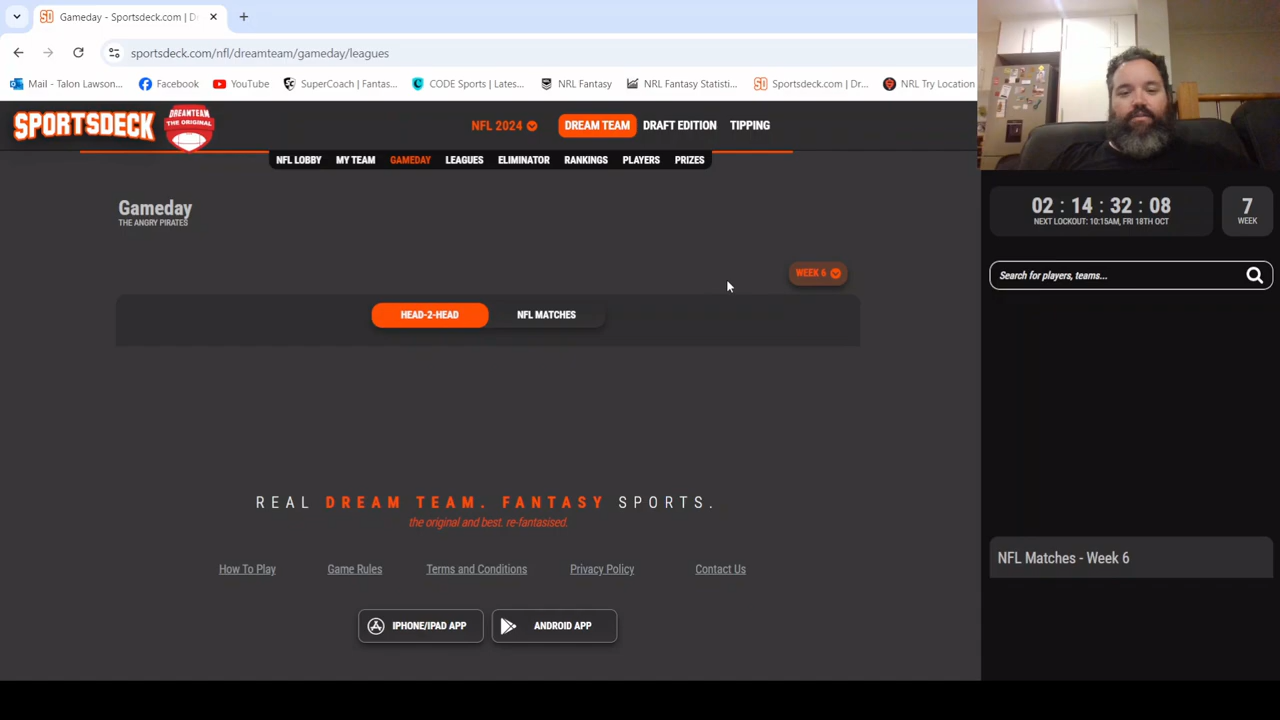 Gameday - Sportsdeck.com | D
sportsdeck.com/nfl/dreamteam/gameday/leagues
Mail - Talon Lawson... Facebook YouTube SuperCoach | Fantas... CODE Sports | Lates... NRL Fantasy NRL Fantasy Statisti... Sportsdeck.com | Dr... NRL Try Location
SPORTSDECK DREAMTEAM THE ORIGINAL NFL 2024 DREAM TEAM DRAFT EDITION TIPPING
NFL LOBBY MY TEAM GAMEDAY LEAGUES ELIMINATOR RANKINGS PLAYERS PRIZES
Gameday
THE ANGRY PIRATES
WEEK 6
HEAD-2-HEAD NFL MATCHES
REAL DREAM TEAM. FANTASY SPORTS.
the original and best. re-fantasised.
How To Play Game Rules Terms and Conditions Privacy Policy Contact Us
IPHONE/IPAD APP ANDROID APP
02 : 14 : 32 : 08
NEXT LOCKOUT: 10:15AM, FRI 18TH OCT
7
WEEK
Search for players, teams...
NFL Matches - Week 6